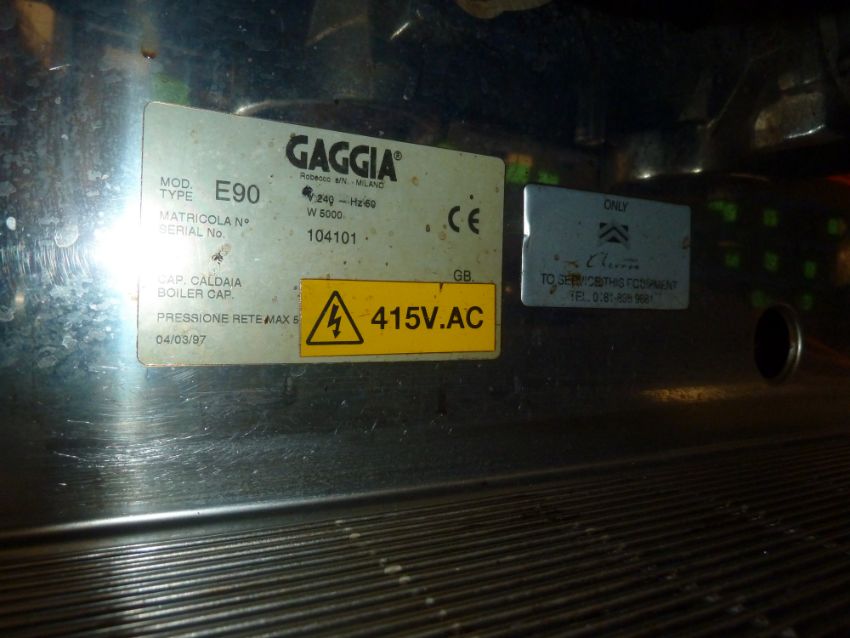 GAGGIA®
Robecco s/N. - MILANO
MOD.
TYPE E90
V 240 - Hz 50
W 5000
MATRICOLA N°
SERIAL No. 104101
CE
CAP. CALDAIA
BOILER CAP.
GB.
PRESSIONE RETE MAX
04/03/97
415V.AC
ONLY
TO SERVICE THIS EQUIPMENT